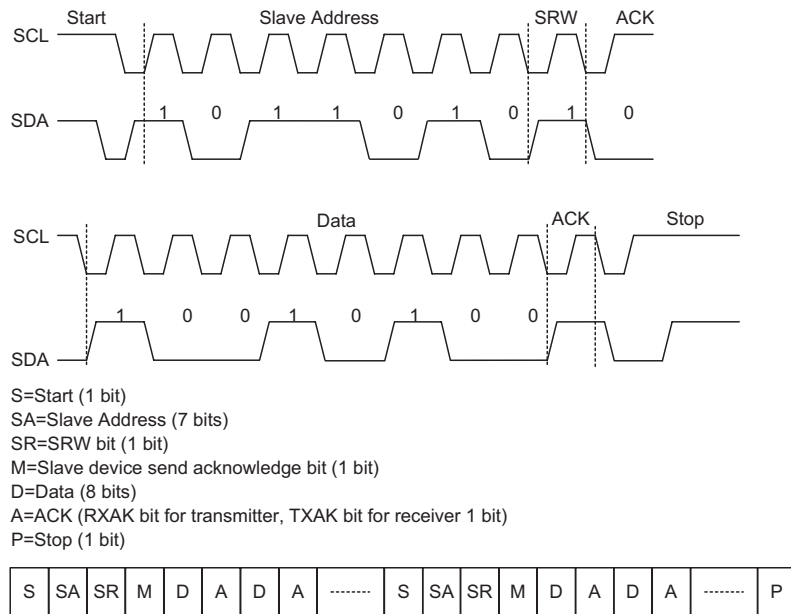 Start Slave Address SRW ACK
SCL
SDA 1 0 1 1 0 1 0 1 0
Data ACK Stop
SCL
1 0 0 1 0 1 0 0
SDA
S=Start (1 bit)
SA=Slave Address (7 bits)
SR=SRW bit (1 bit)
M=Slave device send acknowledge bit (1 bit)
D=Data (8 bits)
A=ACK (RXAK bit for transmitter, TXAK bit for receiver 1 bit)
P=Stop (1 bit)
S SA SR M D A D A -------- S SA SR M D A D A -------- P